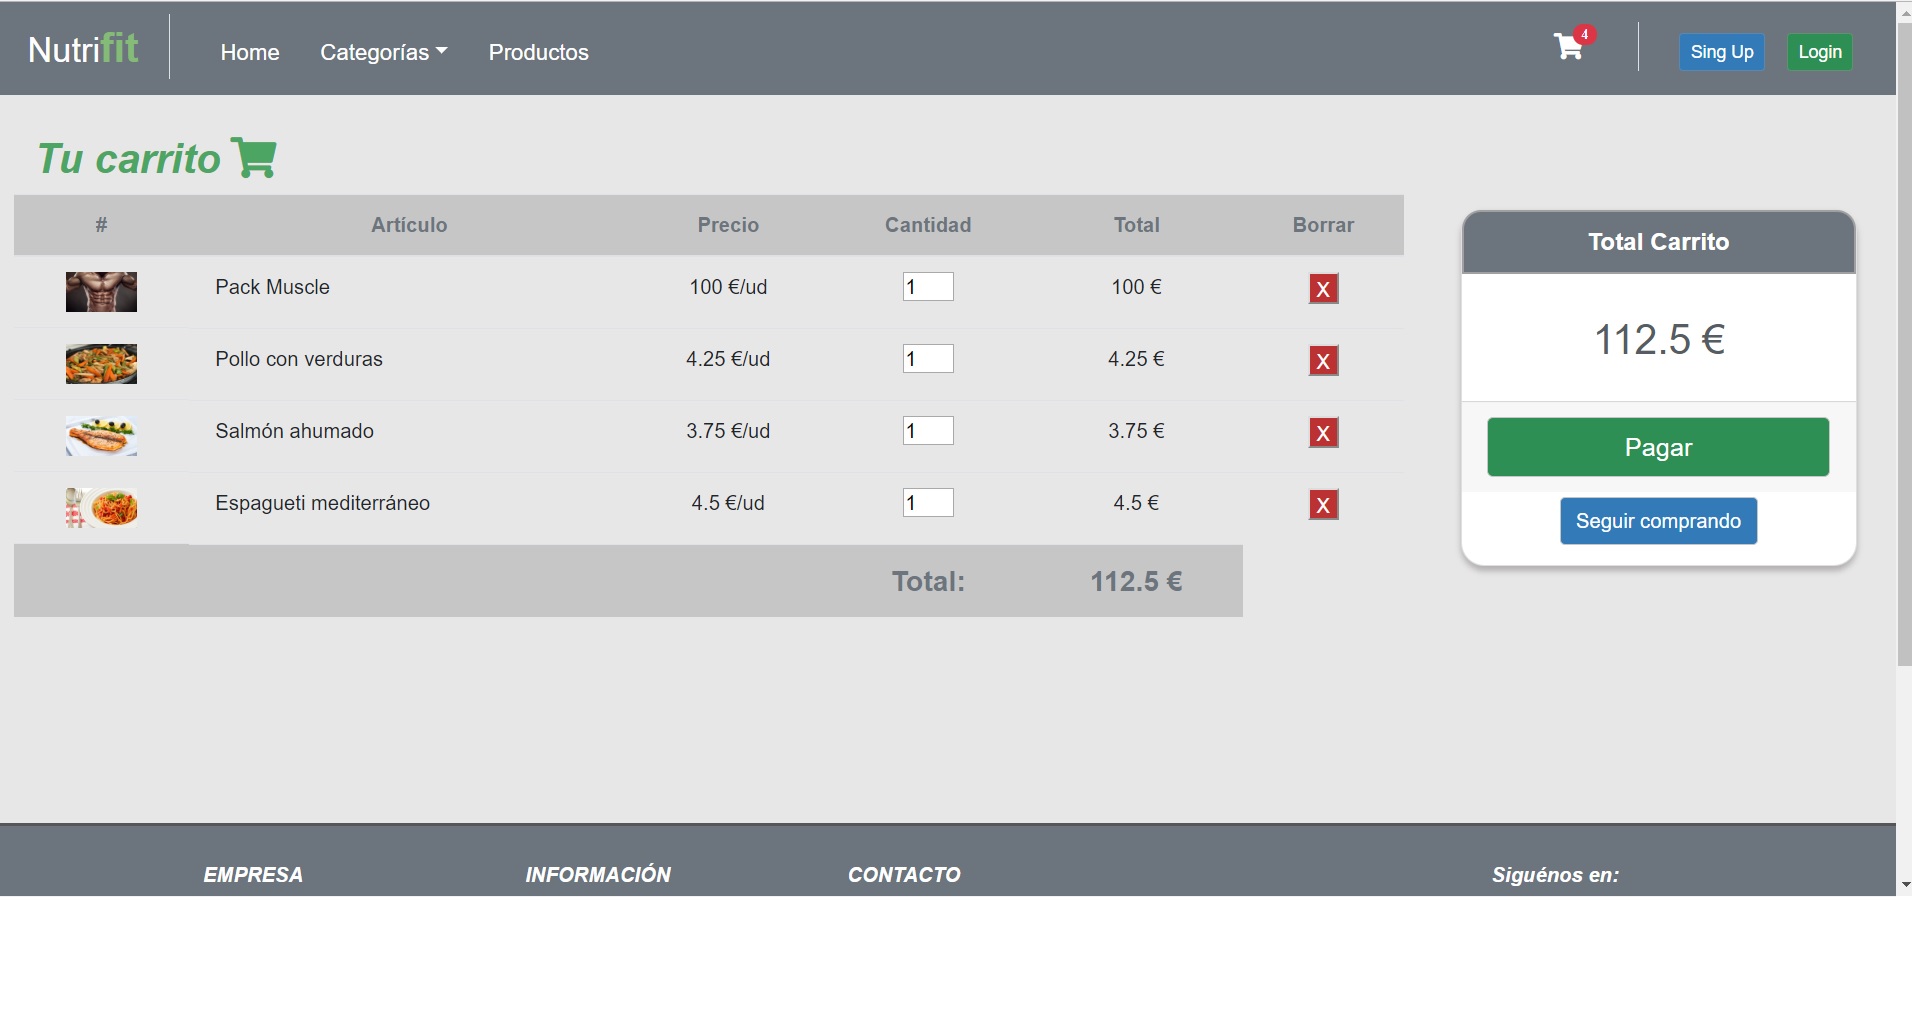 Nutrifit Home Categorías Productos 4 Sing Up Login
Tu carrito
# Artículo Precio Cantidad Total Borrar
Pack Muscle 100 €/ud 1 100 € X
Pollo con verduras 4.25 €/ud 1 4.25 € X
Salmón ahumado 3.75 €/ud 1 3.75 € X
Espagueti mediterráneo 4.5 €/ud 1 4.5 € X
Total: 112.5 €
Total Carrito
112.5 €
Pagar
Seguir comprando
EMPRESA INFORMACIÓN CONTACTO Siguénos en: